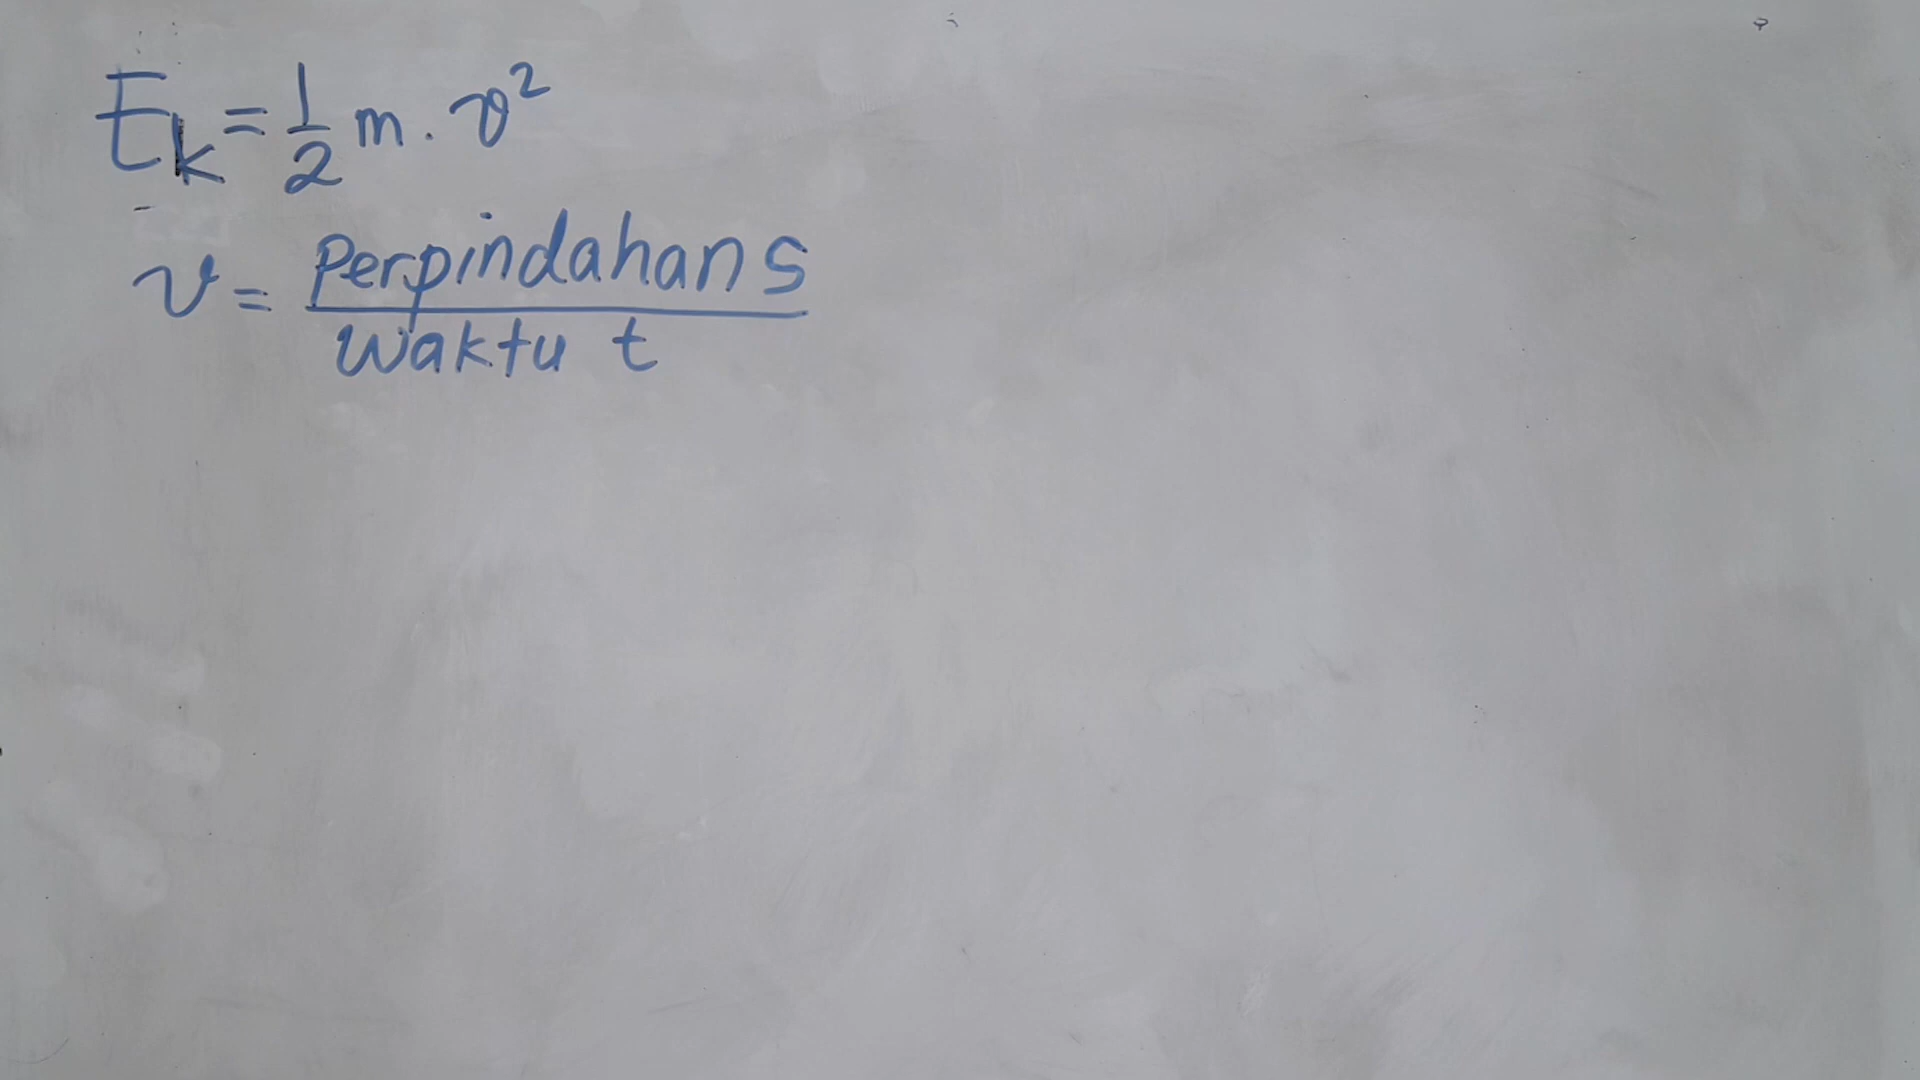 Ek = 1/2 m . v²
v = Perpindahan s / waktu t